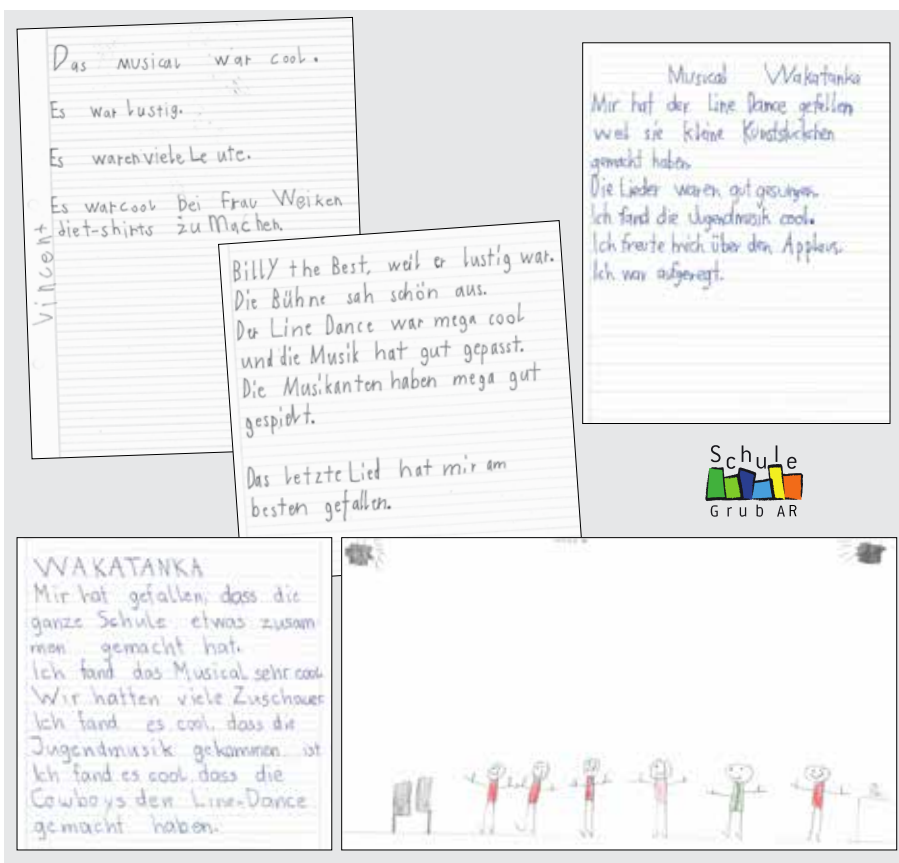 Das Musical war cool.
Es war lustig.
Es waren viele Le ute.
Es war cool bei Frau Weiken
die t-shirts zu Machen.
Vincent
Musical Wakatanka
Mir hat der Line Dance gefellen
weil sie kleine Kunststückchen
gemacht haben.
Die Lieder waren gut gesungen.
Ich fand die Jugendmusik cool.
Ich freute mich über den Applaus.
Ich war aufgeregt.
BillY the Best, weil er lustig war.
Die Bühne sah schön aus.
Der Line Dance war mega cool
und die Musik hat gut gepasst.
Die Musikanten haben mega gut
gespielt.
Das letzte Lied hat mir am
besten gefallen.
Schule
Grub AR
WAKATANKA
Mir hat gefallen, dass die
ganze Schule etwas zusam
men gemacht hat.
Ich fand das Musical sehr cool.
Wir hatten viele Zuschauer
Ich fand es cool, dass die
Jugendmusik gekommen ist
Ich fand es cool, dass die
Cowboys den Line-Dance
gemacht haben.